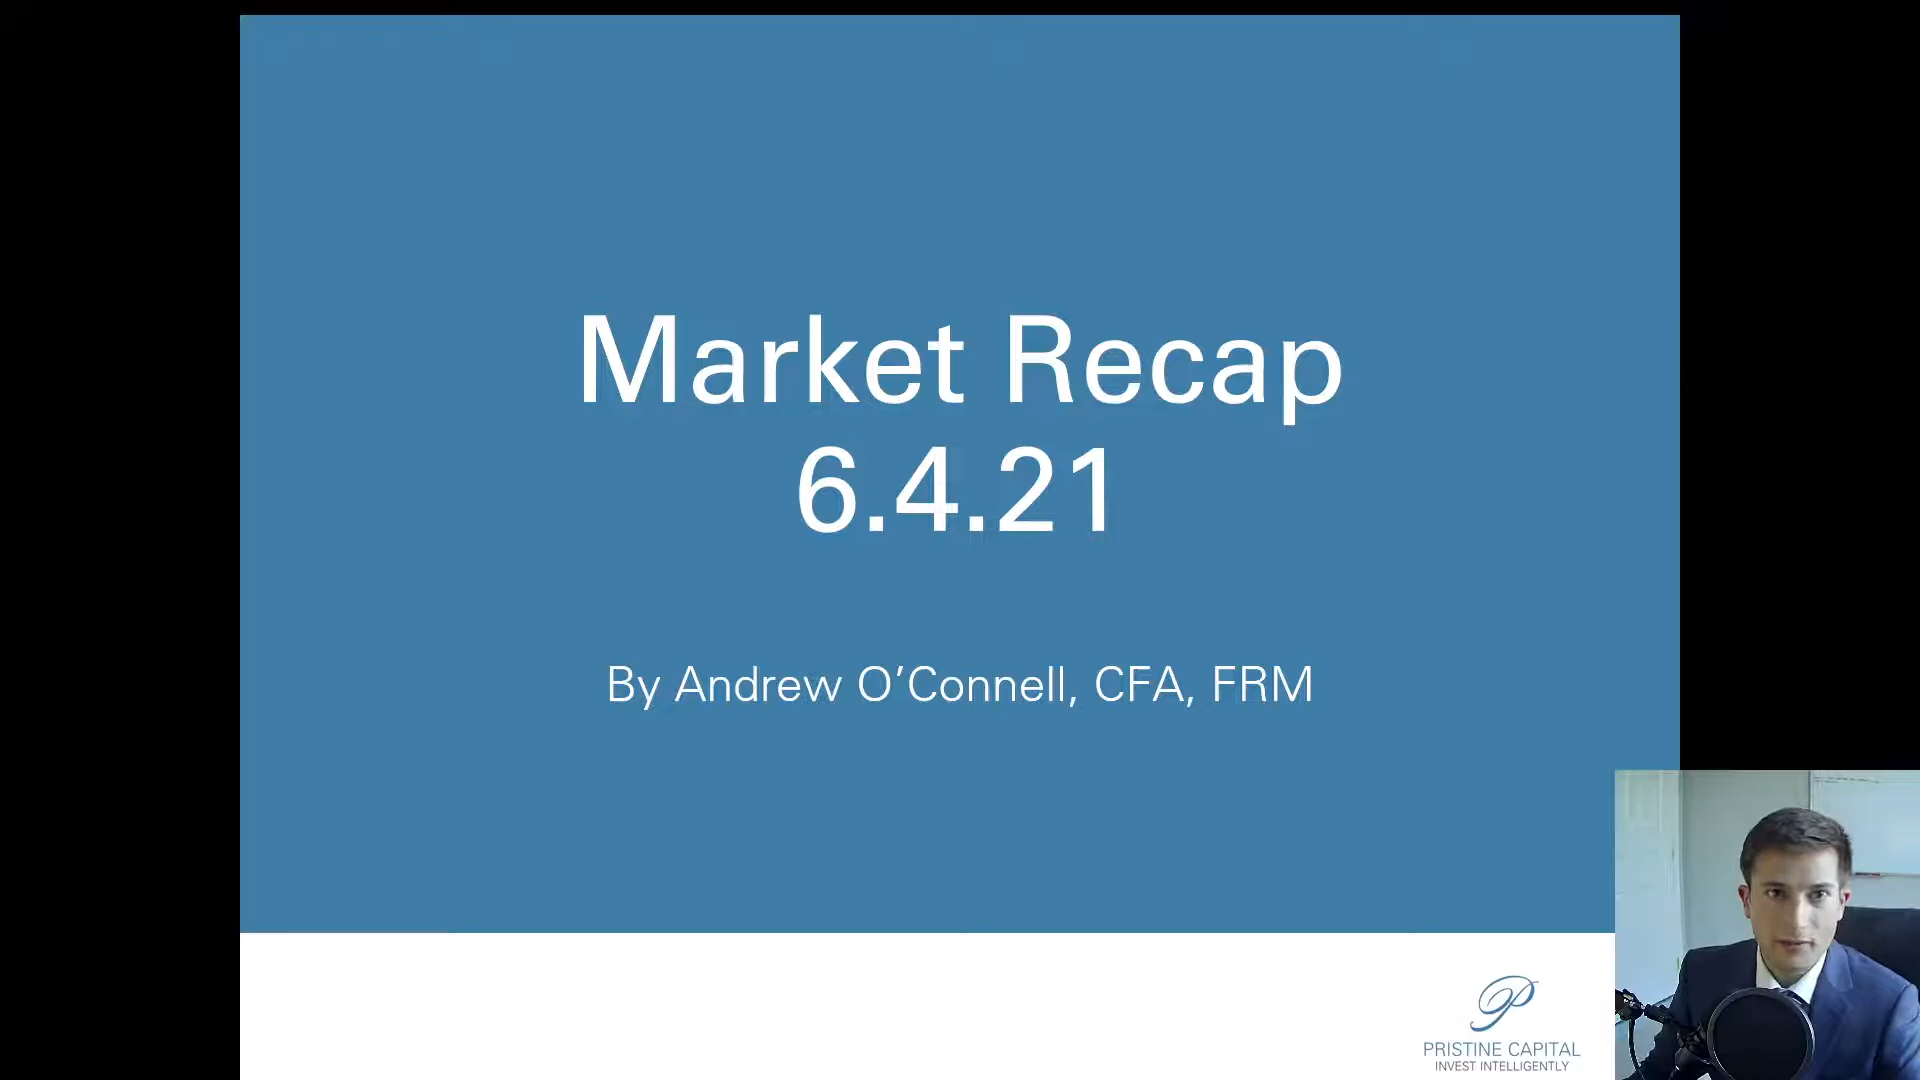 Market Recap
6.4.21
By Andrew O’Connell, CFA, FRM
PRISTINE CAPITAL
INVEST INTELLIGENTLY